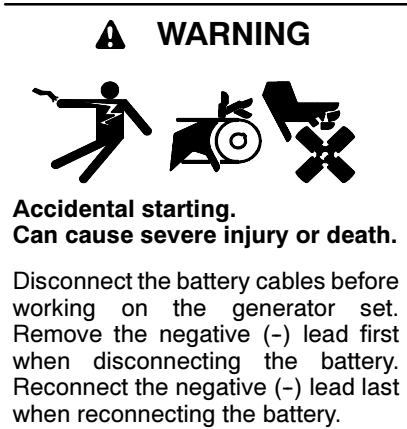 WARNING
Accidental starting.
Can cause severe injury or death.
Disconnect the battery cables before
working on the generator set.
Remove the negative (-) lead first
when disconnecting the battery.
Reconnect the negative (-) lead last
when reconnecting the battery.